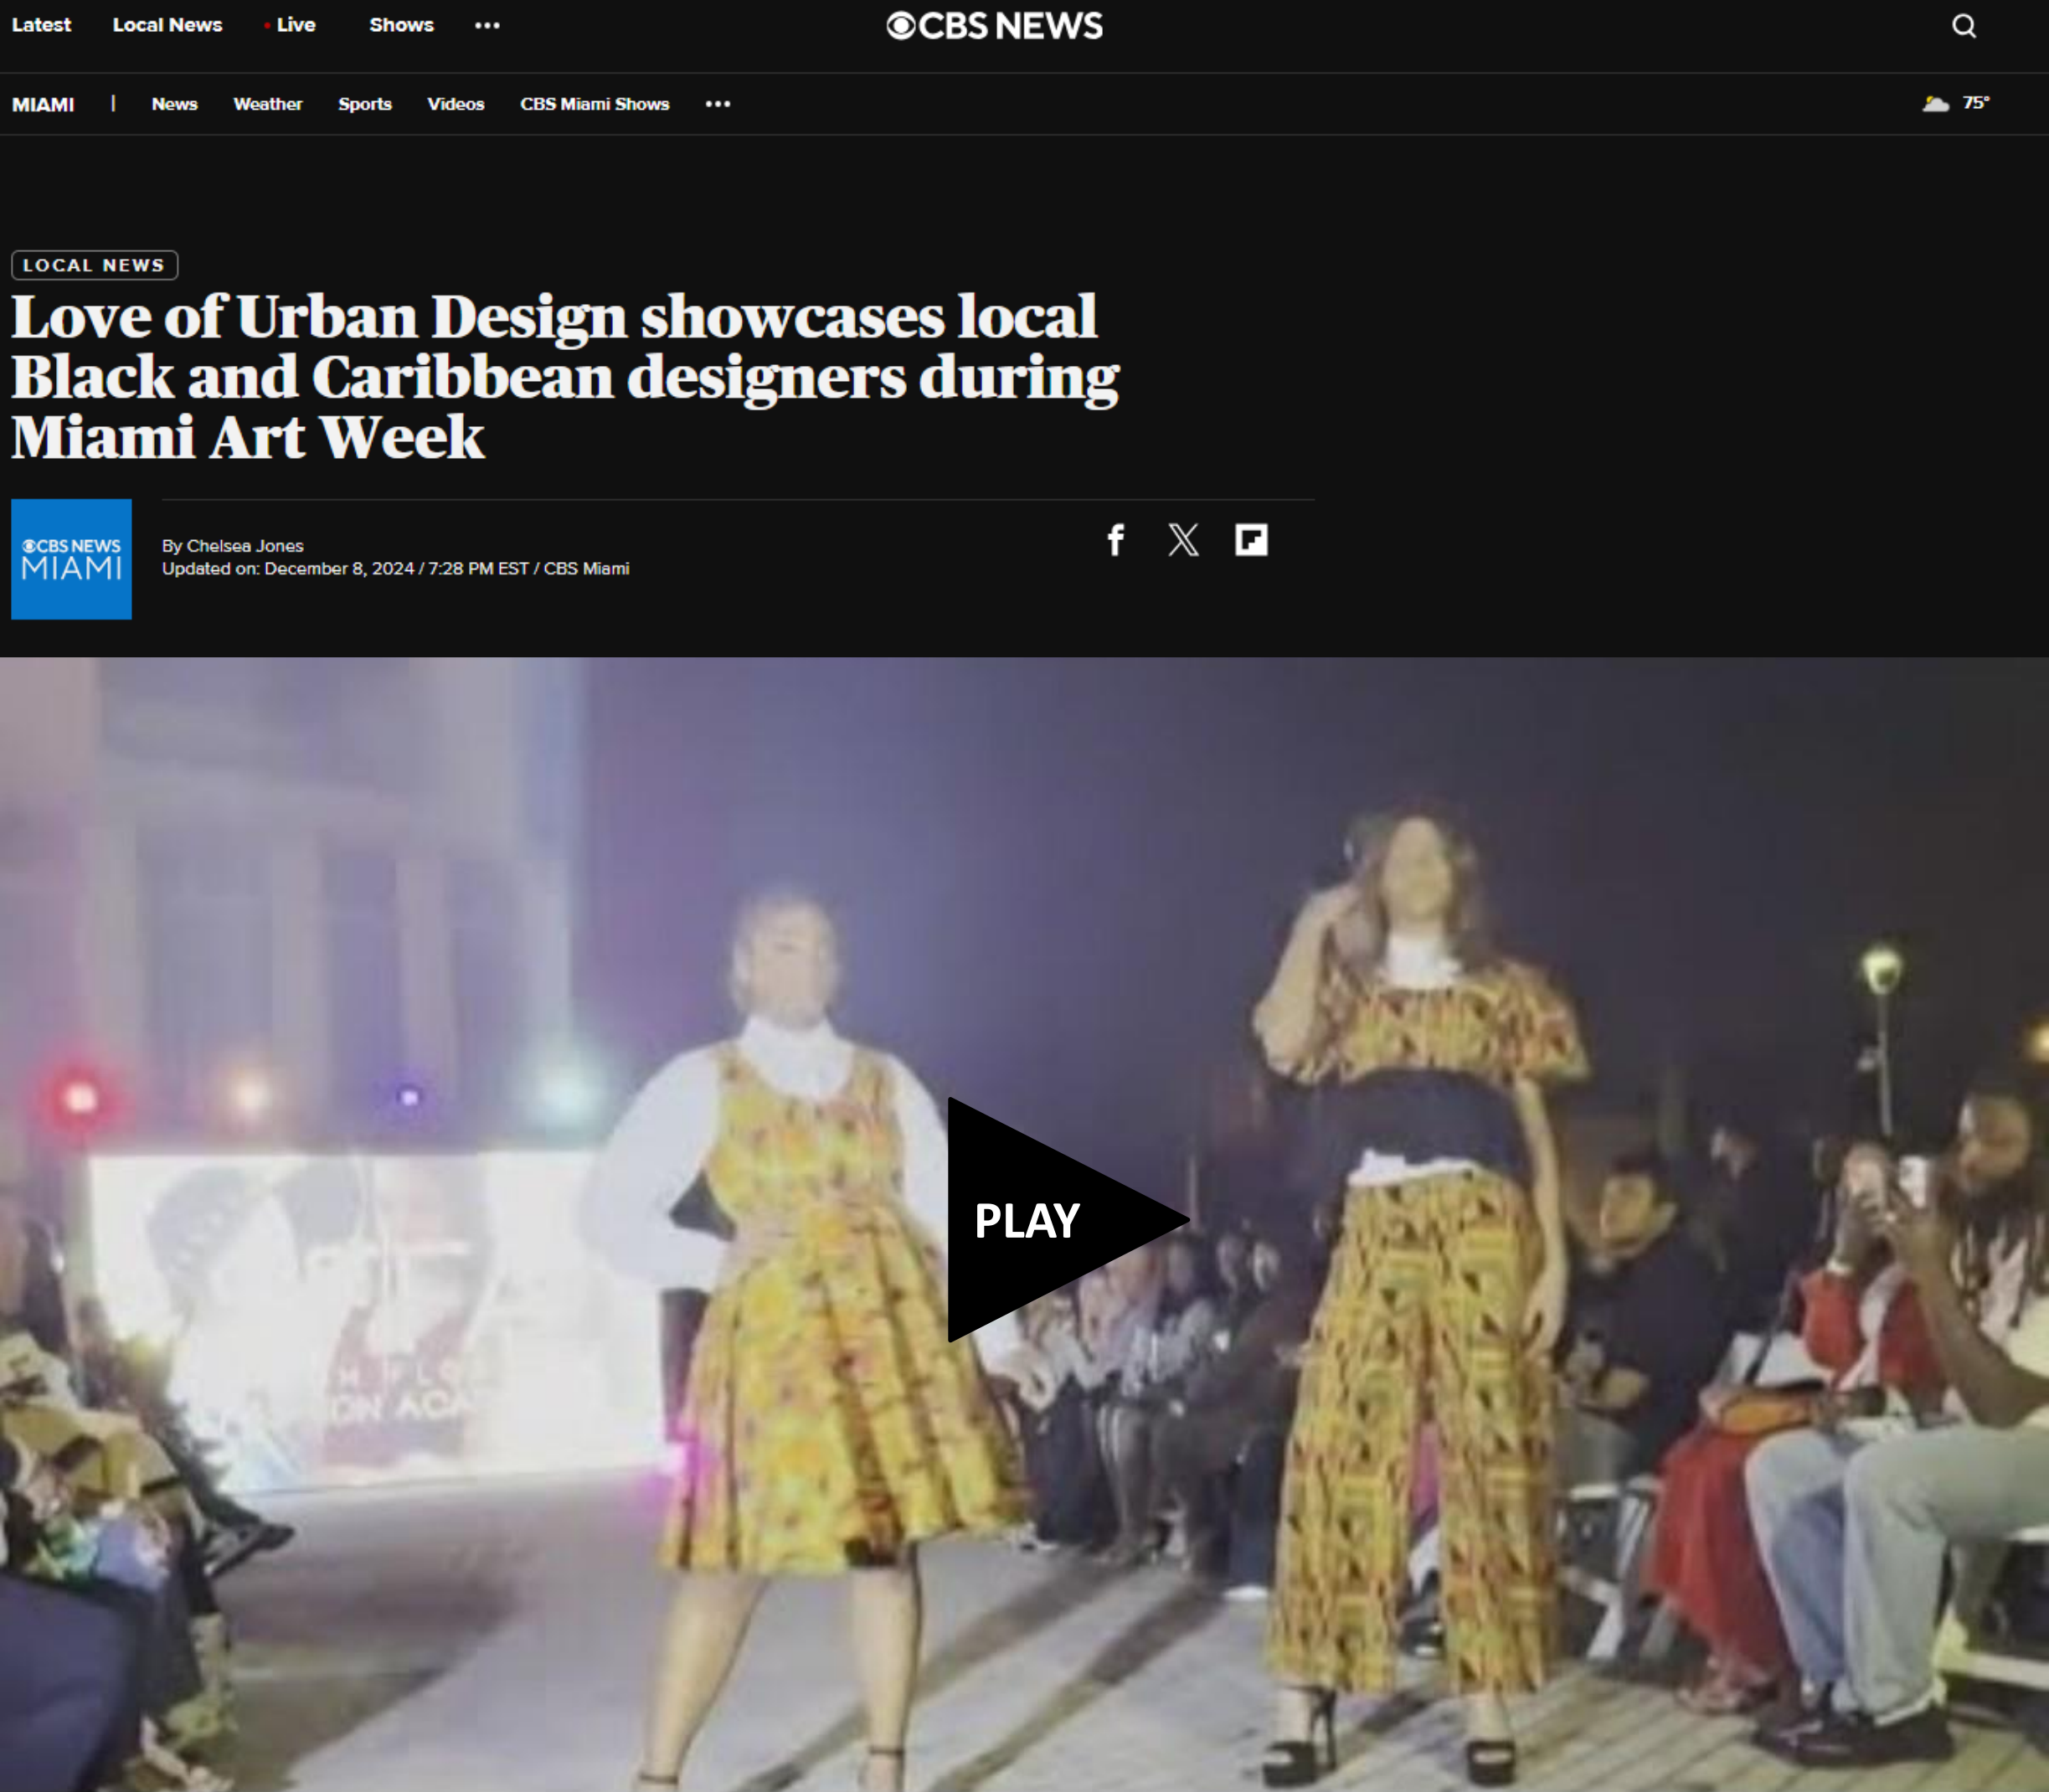 Latest Local News Live Shows
CBS NEWS
MIAMI | News Weather Sports Videos CBS Miami Shows
75°
LOCAL NEWS
Love of Urban Design showcases local
Black and Caribbean designers during
Miami Art Week
CBS NEWS
MIAMI
By Chelsea Jones
Updated on: December 8, 2024 / 7:28 PM EST / CBS Miami
PLAY